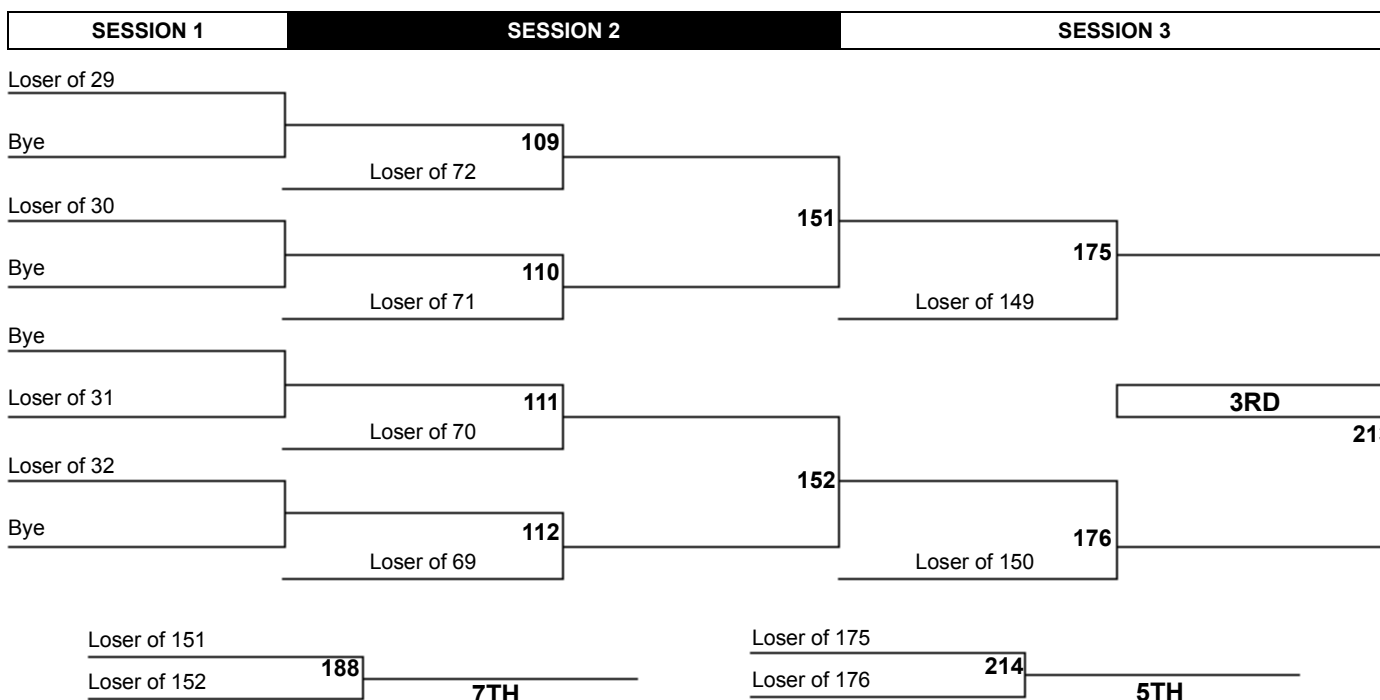 SESSION 1 SESSION 2 SESSION 3
Loser of 29
Bye
109
Loser of 72
Loser of 30
151
Bye
110
175
Loser of 71
Loser of 149
Bye
Loser of 31
111
3RD
Loser of 70
Loser of 32
152
Bye
112
176
Loser of 69
Loser of 150
Loser of 151
188
Loser of 152
7TH
Loser of 175
214
Loser of 176
5TH